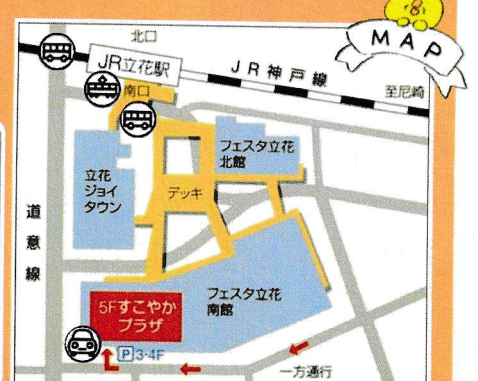 MAP
北口
JR立花駅
JR神戸線
南口
至尼崎
フェスタ立花
北館
立花
ジョイ
タウン
デッキ
道意線
フェスタ立花
南館
5Fすこやか
プラザ
P 3・4F
一方通行